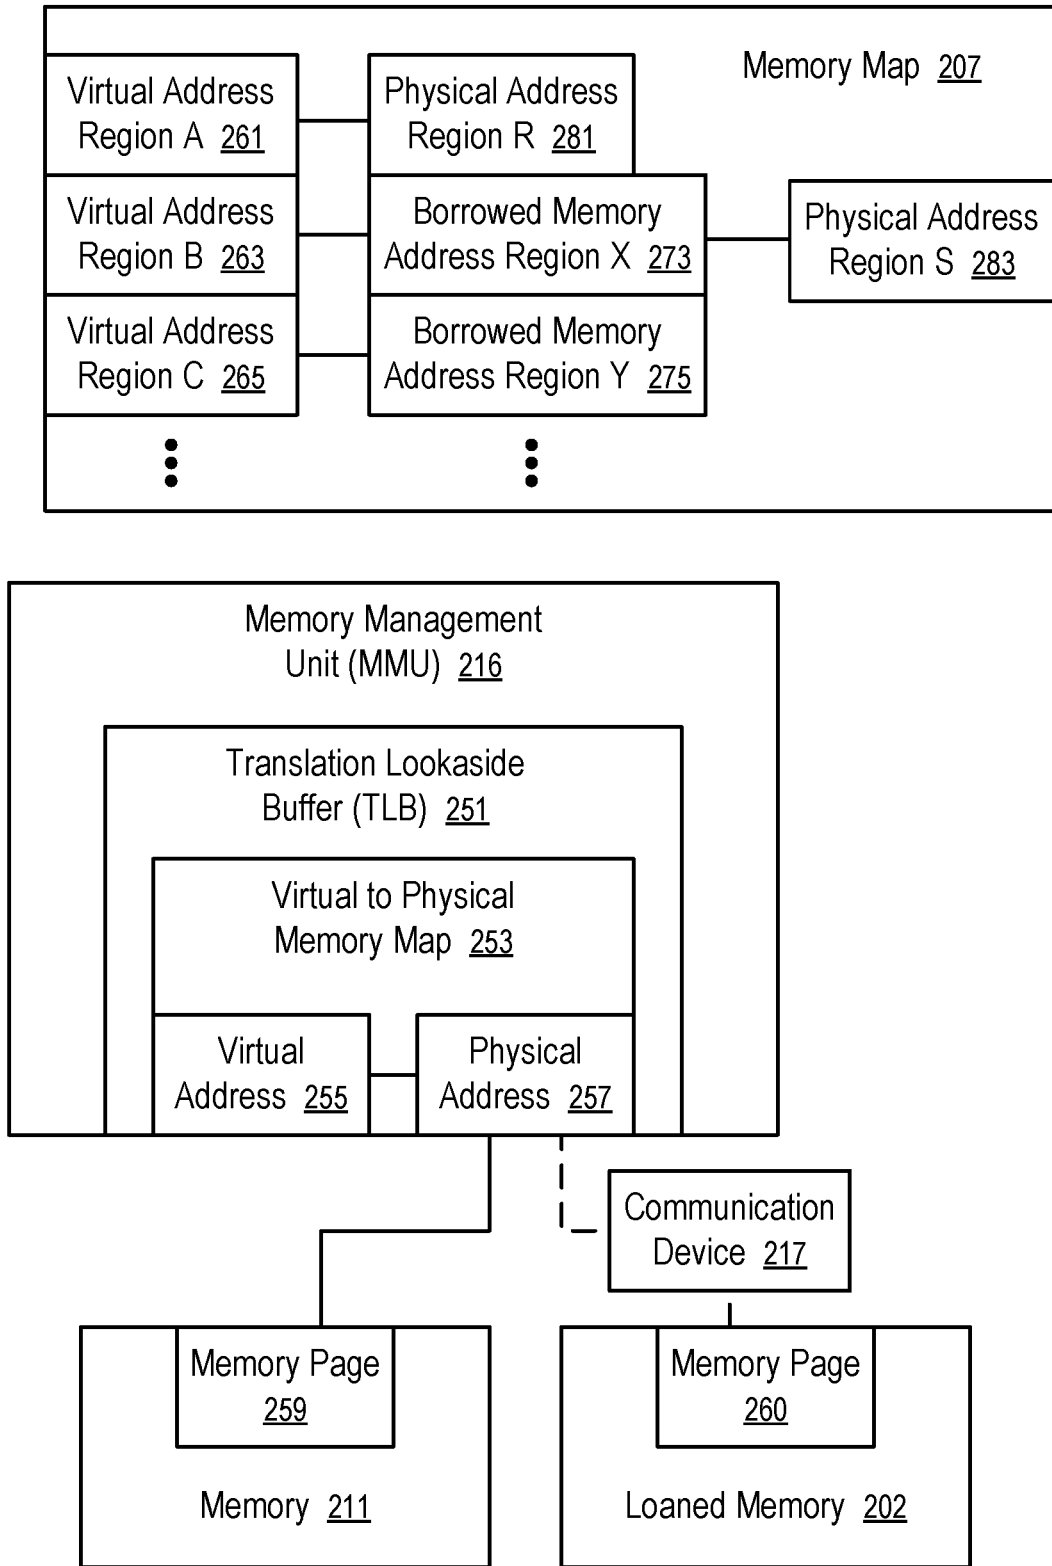 Memory Map 207
Virtual Address
Region A 261
Physical Address
Region R 281
Virtual Address
Region B 263
Borrowed Memory
Address Region X 273
Physical Address
Region S 283
Virtual Address
Region C 265
Borrowed Memory
Address Region Y 275
Memory Management
Unit (MMU) 216
Translation Lookaside
Buffer (TLB) 251
Virtual to Physical
Memory Map 253
Virtual
Address 255
Physical
Address 257
Communication
Device 217
Memory Page
259
Memory 211
Memory Page
260
Loaned Memory 202